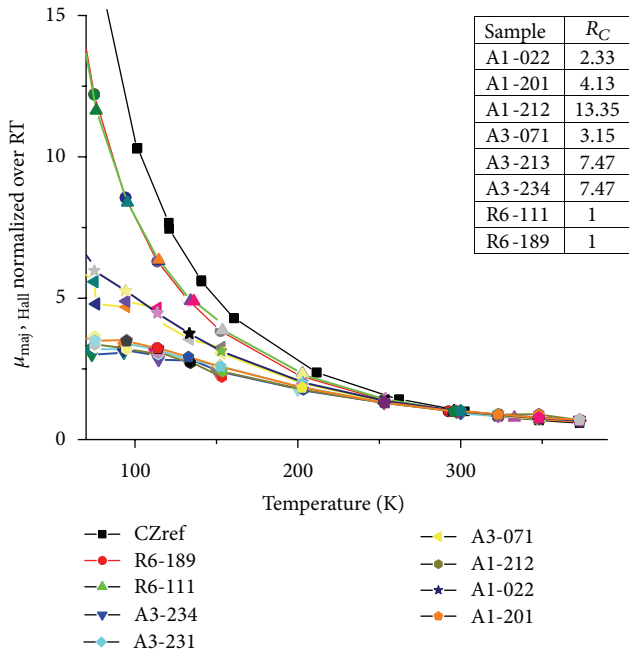 15
10
5
0
μmaj, Hall normalized over RT
100
200
300
Temperature (K)
Sample RC
A1-022 2.33
A1-201 4.13
A1-212 13.35
A3-071 3.15
A3-213 7.47
A3-234 7.47
R6-111 1
R6-189 1
CZref
R6-189
R6-111
A3-234
A3-231
A3-071
A1-212
A1-022
A1-201